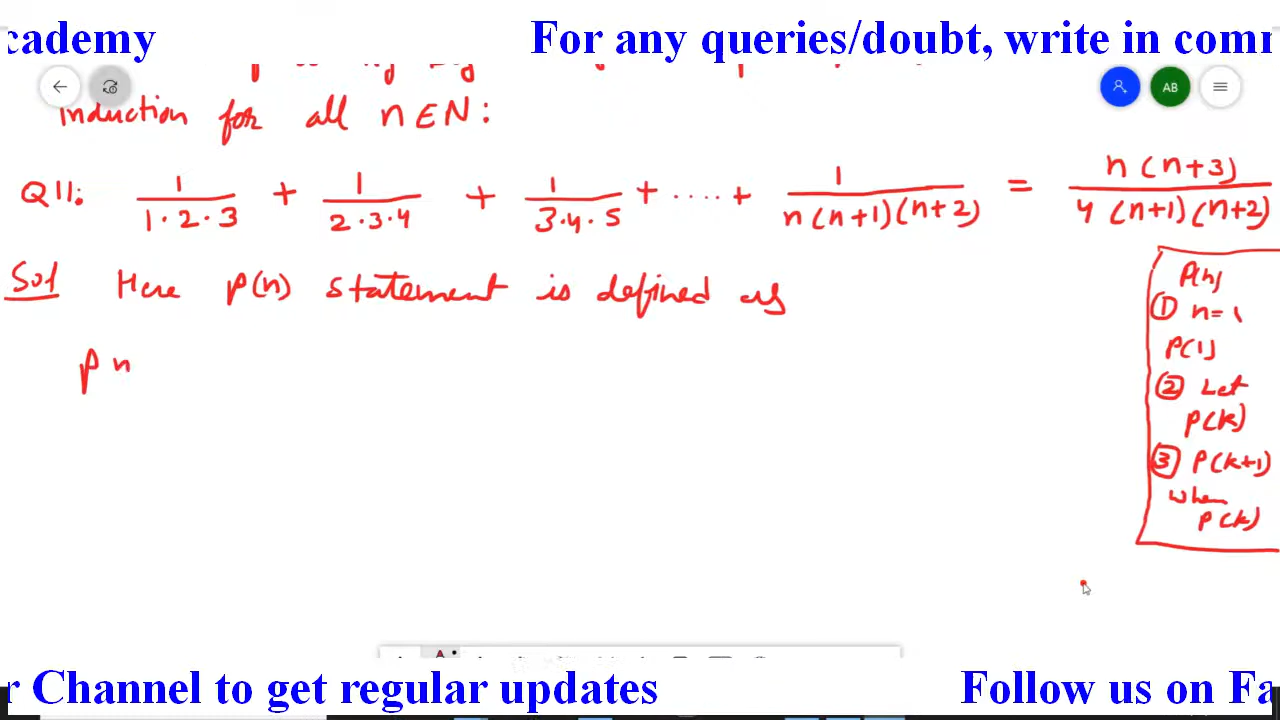 cademy For any queries/doubt, write in comm
AB
induction for all n∈N:
Q11: 1/(1·2·3) + 1/(2·3·4) + 1/(3·4·5) + ..... + 1/(n(n+1)(n+2)) = n(n+3)/(4(n+1)(n+2))
Sol Here P(n) statement is defined as
P n
P(n)
① n=1
P(1)
② Let
P(k)
③ P(k+1)
when
P(k)
r Channel to get regular updates Follow us on Fa